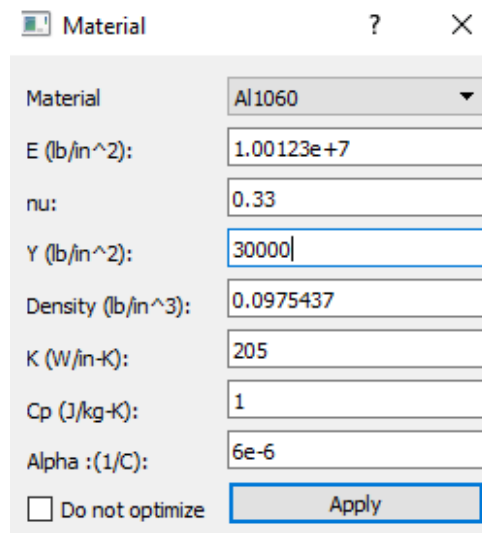 Material ? ×
Material Al1060
E (lb/in^2): 1.00123e+7
nu: 0.33
Y (lb/in^2): 30000
Density (lb/in^3): 0.0975437
K (W/in-K): 205
Cp (J/kg-K): 1
Alpha :(1/C): 6e-6
Do not optimize Apply